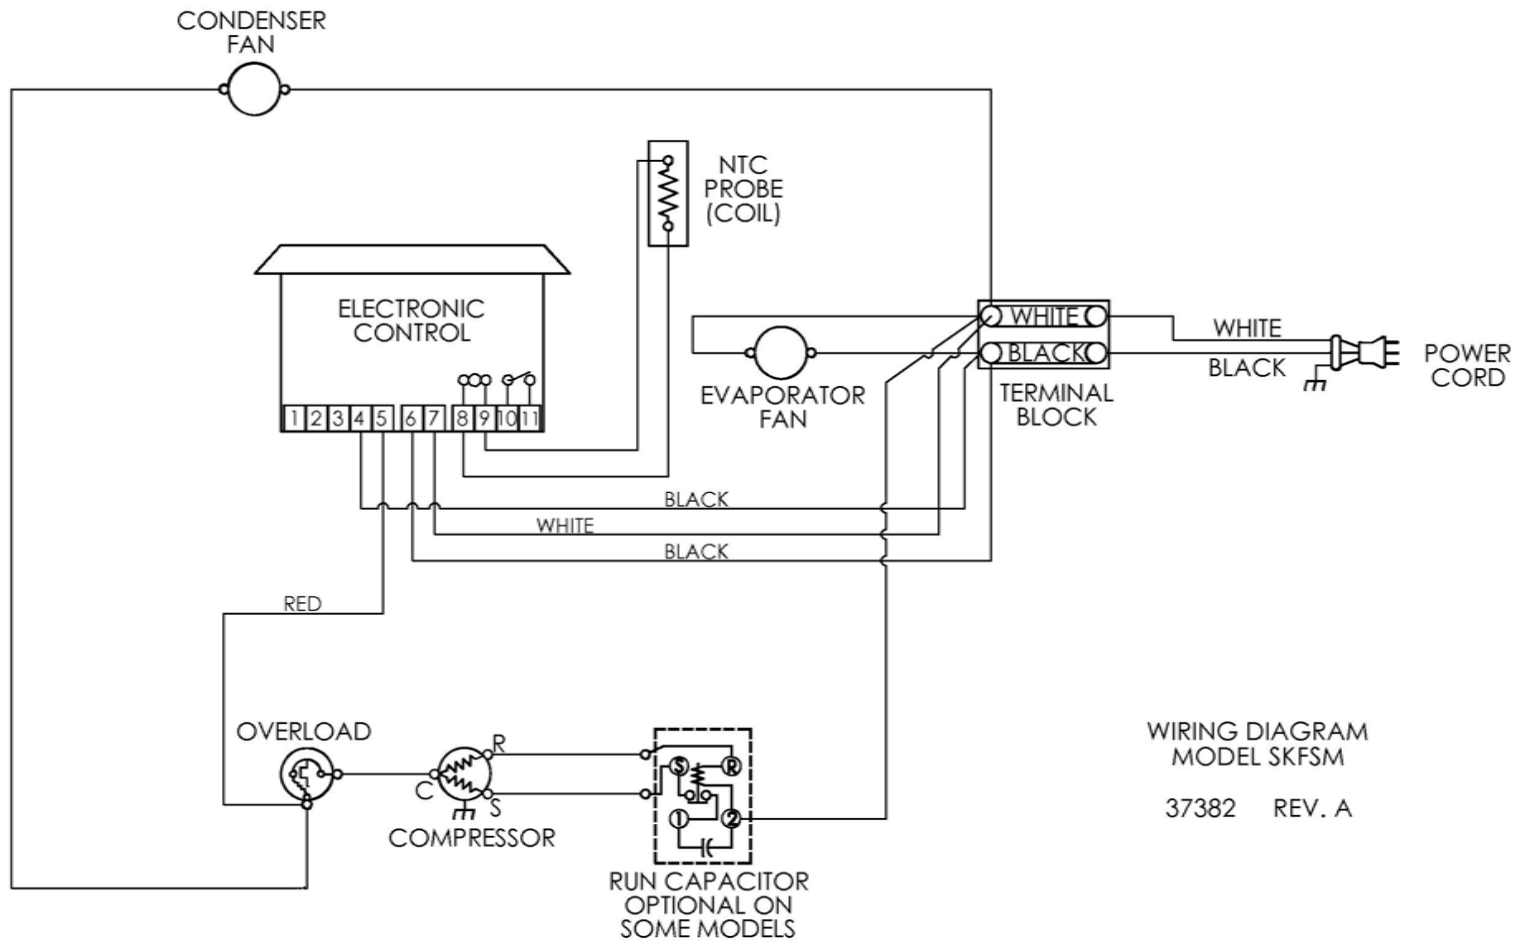 CONDENSER
FAN
NTC
PROBE
(COIL)
ELECTRONIC
CONTROL
1 2 3 4 5 6 7 8 9 10 11
WHITE
BLACK
TERMINAL
BLOCK
EVAPORATOR
FAN
WHITE
BLACK
POWER
CORD
BLACK
WHITE
BLACK
RED
OVERLOAD
C
R
S
COMPRESSOR
S R
1 2
RUN CAPACITOR
OPTIONAL ON
SOME MODELS
WIRING DIAGRAM
MODEL SKFSM
37382 REV. A